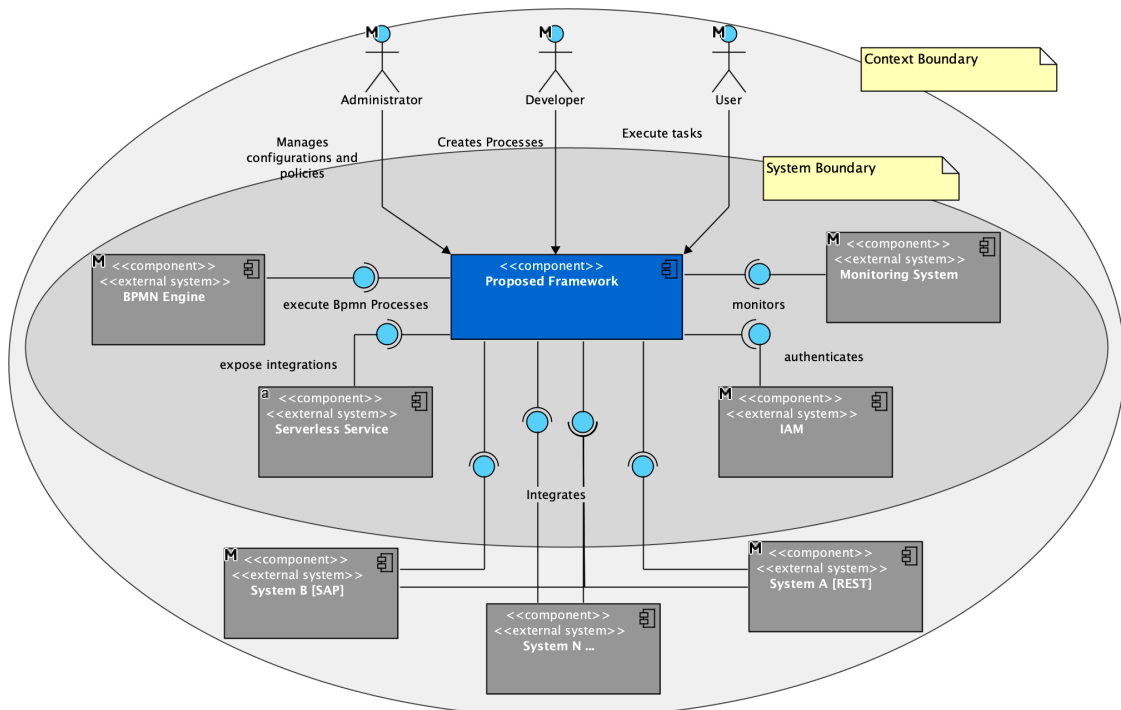 M
M
M
Context Boundary
Administrator
Developer
User
Manages
configurations and
policies
Creates Processes
Execute tasks
System Boundary
M
<<component>>
<<external system>>
BPMN Engine
<<component>>
Proposed Framework
M
<<component>>
<<external system>>
Monitoring System
execute Bpmn Processes
monitors
expose integrations
authenticates
a
<<component>>
<<external system>>
Serverless Service
M
<<component>>
<<external system>>
IAM
Integrates
M
<<component>>
<<external system>>
System B [SAP]
<<component>>
<<external system>>
System N ...
M
<<component>>
<<external system>>
System A [REST]